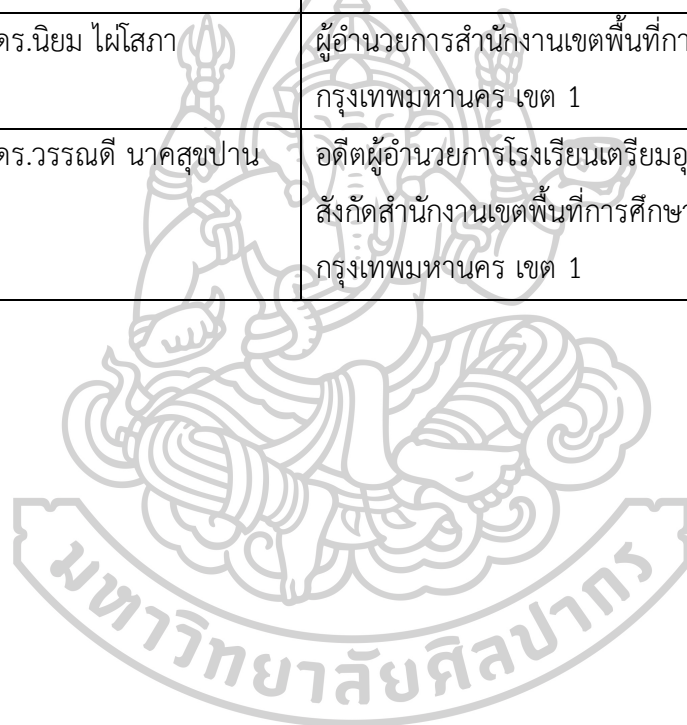 ดร.นิยม ไผ่โสภา
ผู้อำนวยการสำนักงานเขตพื้นที่กา
กรุงเทพมหานคร เขต 1
ดร.วรรณดี นาคสุขปาน
อดีตผู้อำนวยการโรงเรียนเตรียมอุ
สังกัดสำนักงานเขตพื้นที่การศึกษา
กรุงเทพมหานคร เขต 1
มหาวิทยาลัยศิลปากร